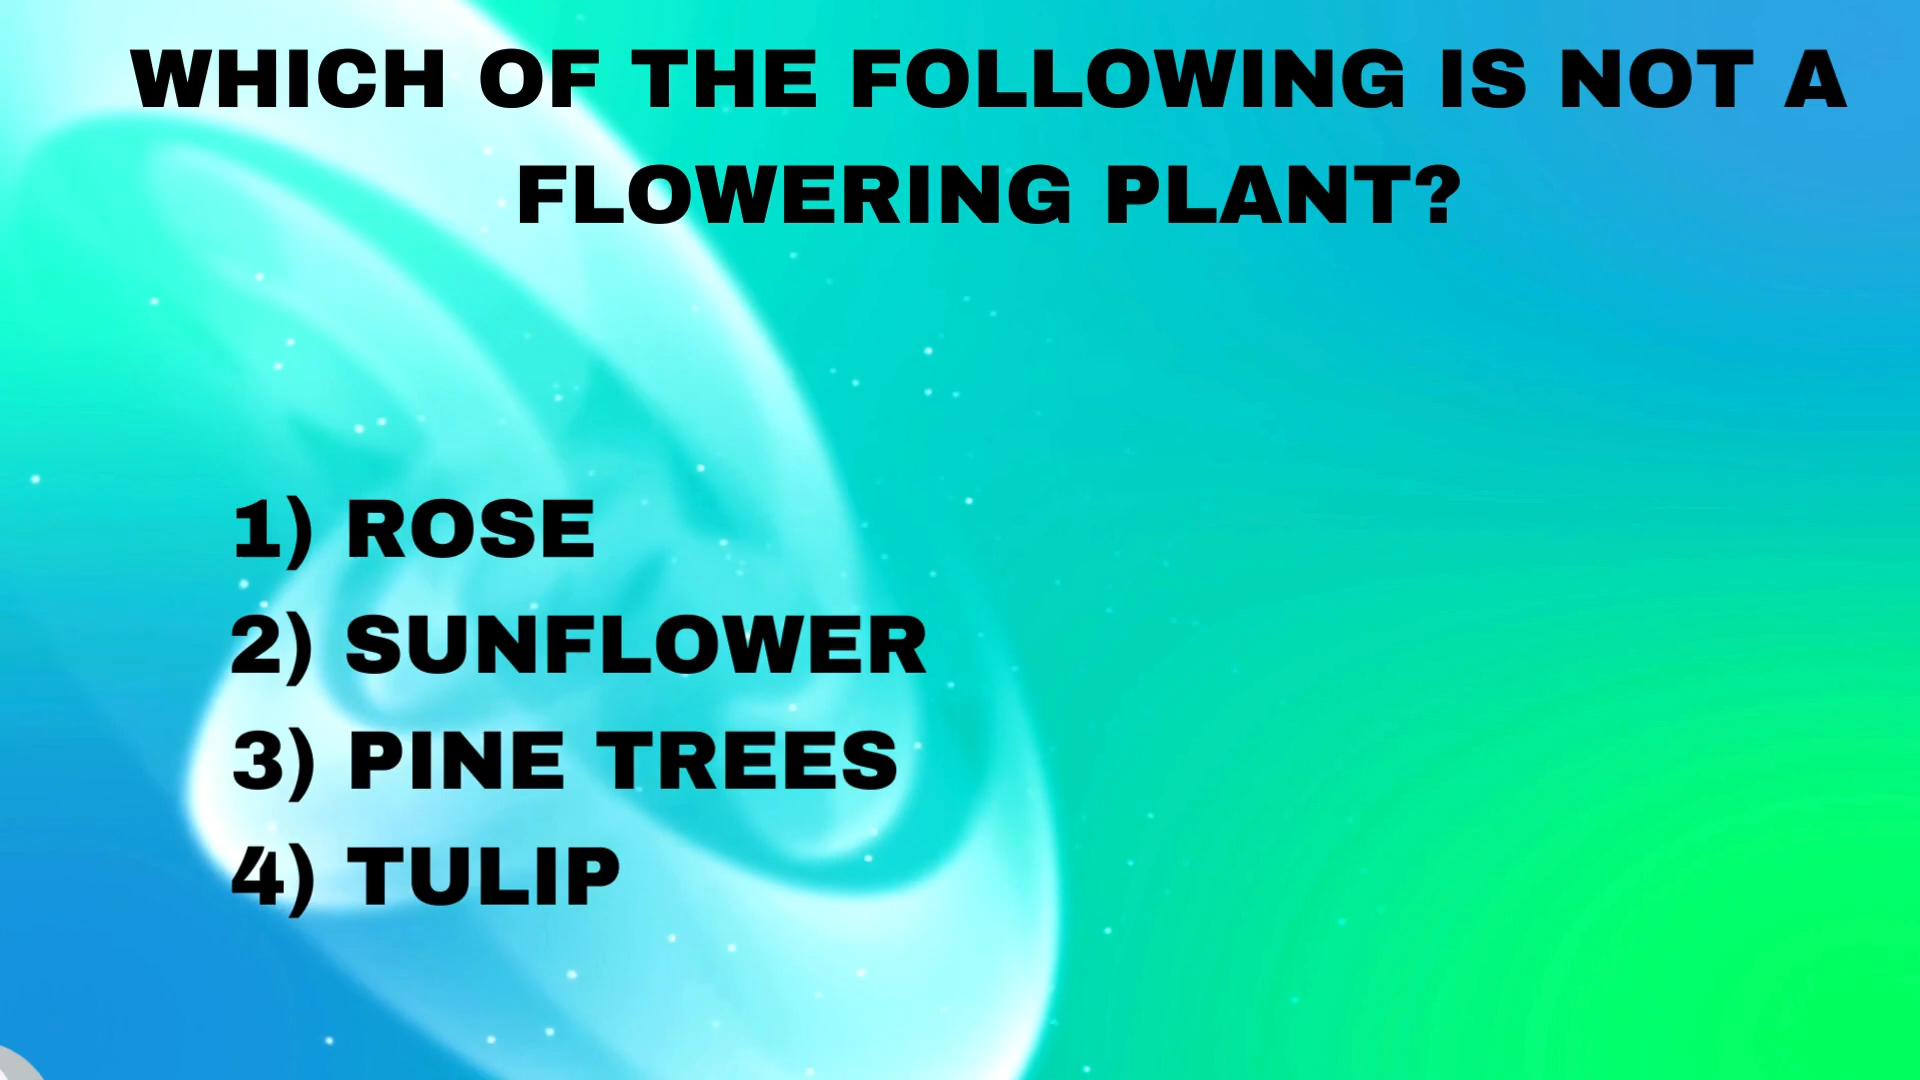 WHICH OF THE FOLLOWING IS NOT A
FLOWERING PLANT?
1) ROSE
2) SUNFLOWER
3) PINE TREES
4) TULIP